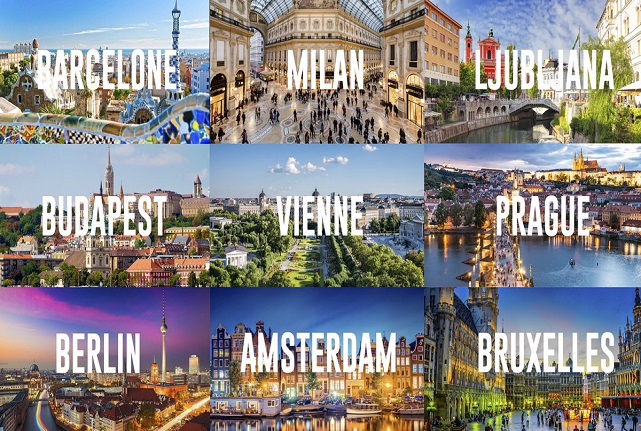 BARCELONE
MILAN
LJUBLJANA
BUDAPEST
VIENNE
PRAGUE
BERLIN
AMSTERDAM
BRUXELLES